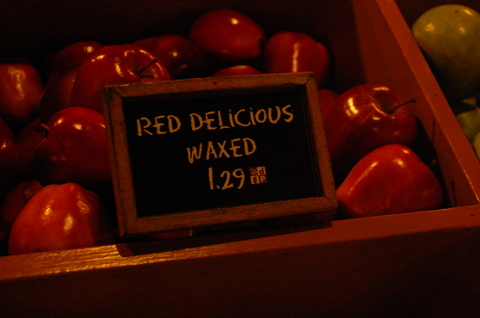 RED DELICIOUS
WAXED
1.29